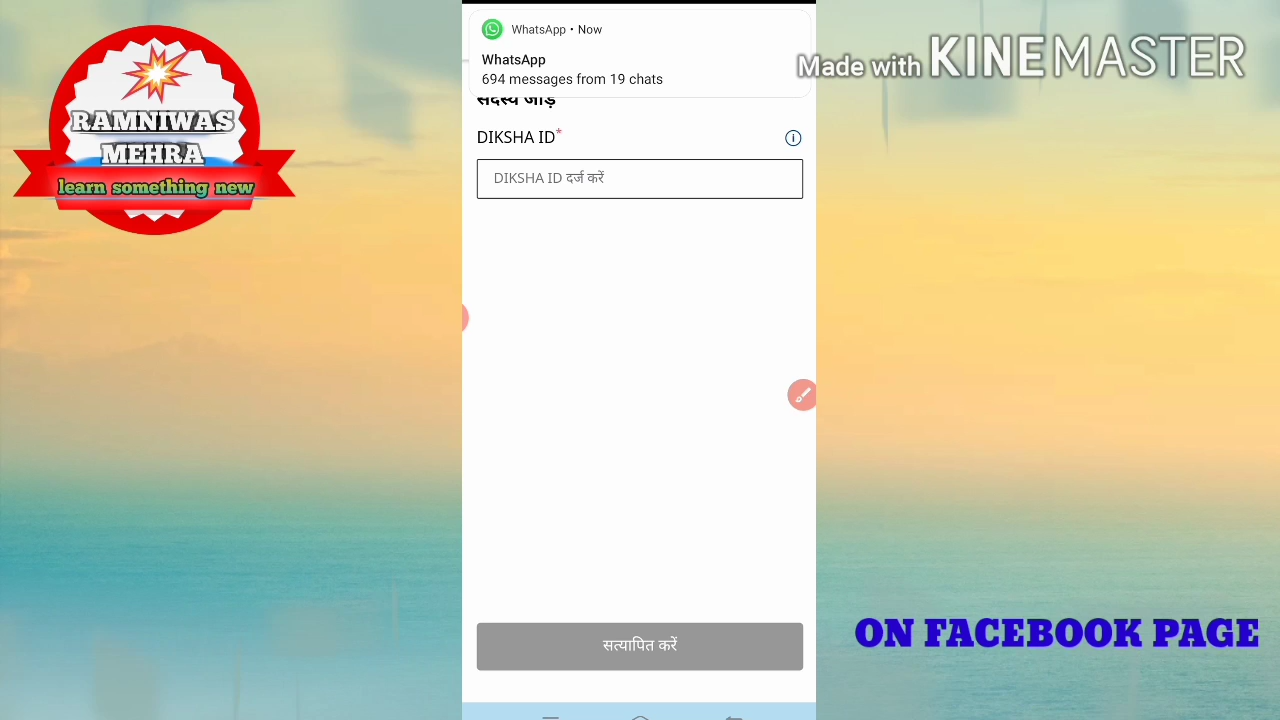 RAMNIWAS
MEHRA
learn something new
WhatsApp • Now
WhatsApp
694 messages from 19 chats
Made with KINEMASTER
सदस्य जोड़ें
DIKSHA ID*
DIKSHA ID दर्ज करें
सत्यापित करें
ON FACEBOOK PAGE